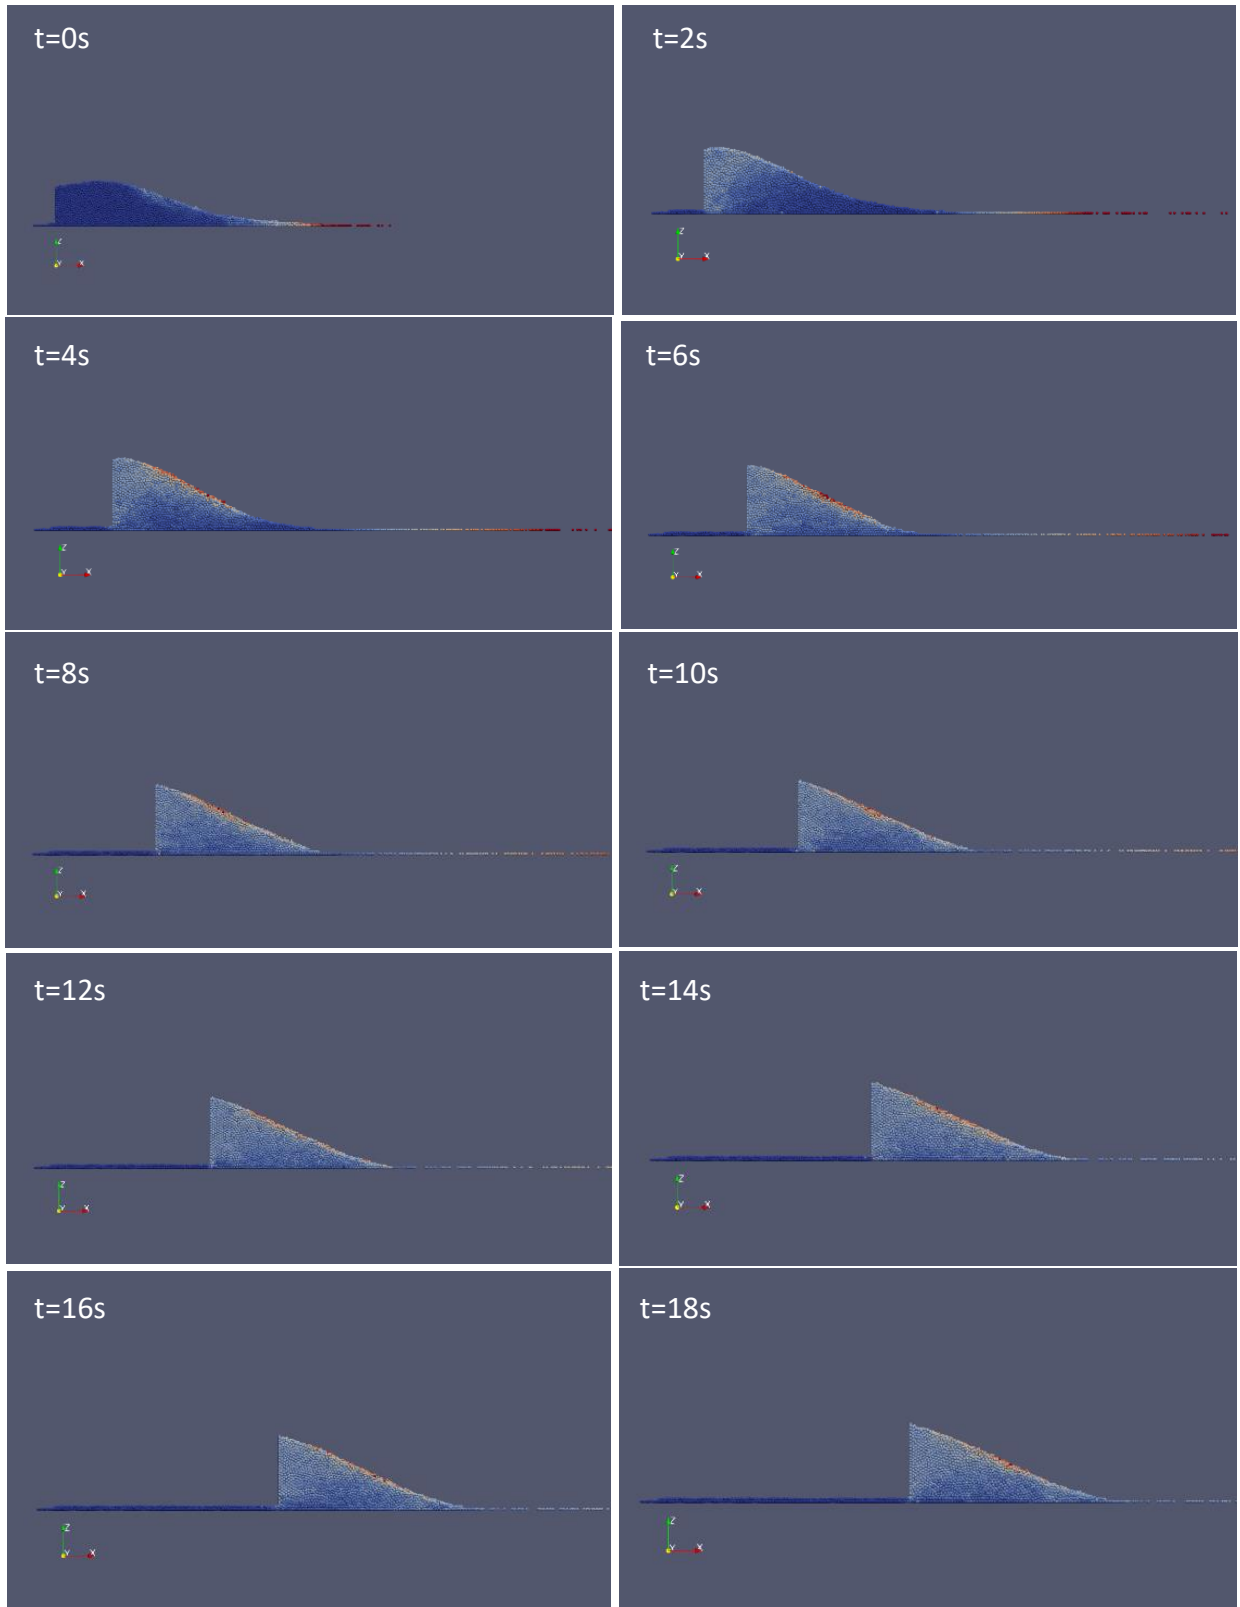 t=0s
t=2s
Z
Y X
Z
Y X
t=4s
t=6s
Z
Y X
Z
Y X
t=8s
t=10s
Z
Y X
Z
Y X
t=12s
t=14s
Z
Y X
Z
Y X
t=16s
t=18s
Z
Y X
Z
Y X